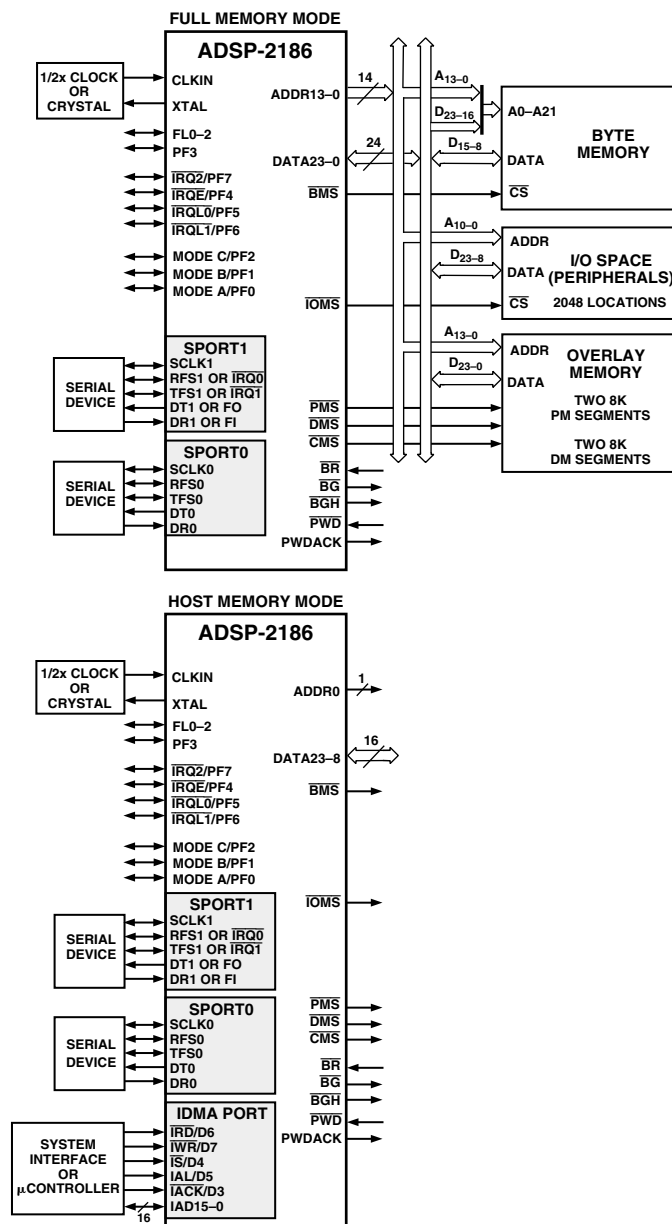 FULL MEMORY MODE
ADSP-2186
1/2x CLOCK
OR
CRYSTAL
CLKIN
XTAL
FL0–2
PF3
IRQ2/PF7
IRQE/PF4
IRQL0/PF5
IRQL1/PF6
MODE C/PF2
MODE B/PF1
MODE A/PF0
SPORT1
SERIAL
DEVICE
SCLK1
RFS1 OR IRQ0
TFS1 OR IRQ1
DT1 OR FO
DR1 OR FI
SPORT0
SERIAL
DEVICE
SCLK0
RFS0
TFS0
DT0
DR0
ADDR13–0
14
DATA23–0
24
BMS
IOMS
PMS
DMS
CMS
BR
BG
BGH
PWD
PWDACK
A13–0
D23–16
D15–8
A0–A21
BYTE
MEMORY
DATA
CS
A10–0
D23–8
ADDR
I/O SPACE
(PERIPHERALS)
DATA
2048 LOCATIONS
CS
A13–0
D23–0
ADDR
OVERLAY
MEMORY
DATA
TWO 8K
PM SEGMENTS
TWO 8K
DM SEGMENTS
HOST MEMORY MODE
ADSP-2186
1/2x CLOCK
OR
CRYSTAL
CLKIN
XTAL
FL0–2
PF3
IRQ2/PF7
IRQE/PF4
IRQL0/PF5
IRQL1/PF6
MODE C/PF2
MODE B/PF1
MODE A/PF0
SPORT1
SERIAL
DEVICE
SCLK1
RFS1 OR IRQ0
TFS1 OR IRQ1
DT1 OR FO
DR1 OR FI
SPORT0
SERIAL
DEVICE
SCLK0
RFS0
TFS0
DT0
DR0
IDMA PORT
SYSTEM
INTERFACE
OR
µCONTROLLER
IRD/D6
IWR/D7
IS/D4
IAL/D5
IACK/D3
IAD15–0
16
ADDR0
1
DATA23–8
16
BMS
IOMS
PMS
DMS
CMS
BR
BG
BGH
PWD
PWDACK